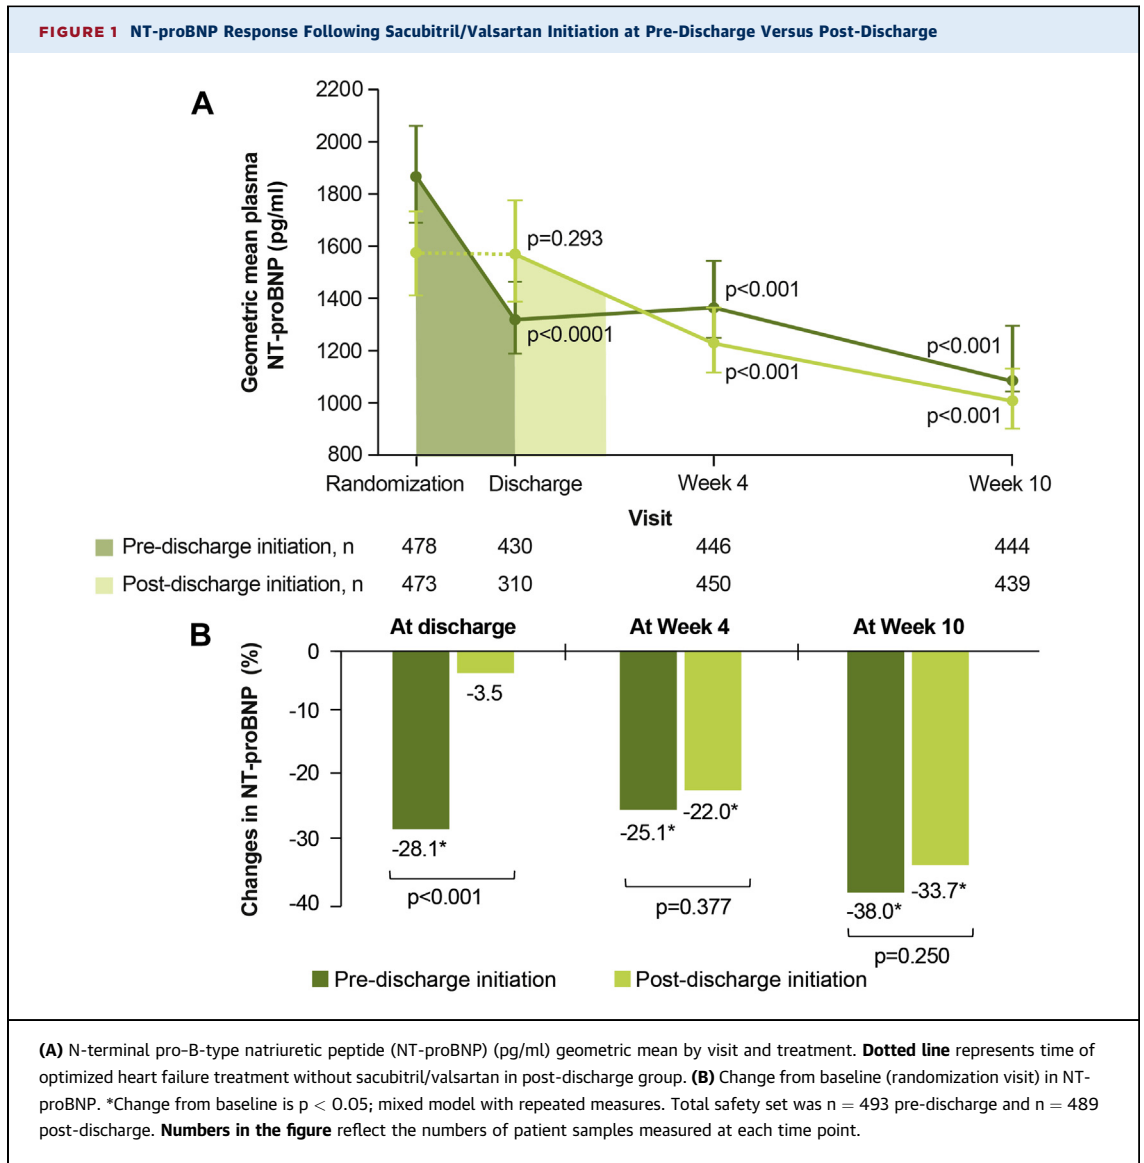 FIGURE 1 NT-proBNP Response Following Sacubitril/Valsartan Initiation at Pre-Discharge Versus Post-Discharge
A
Geometric mean plasma
NT-proBNP (pg/ml)
2200
2000
1800
1600
1400
1200
1000
800
p=0.293
p<0.0001
p<0.001
p<0.001
p<0.001
p<0.001
Randomization Discharge Week 4 Week 10
Visit
Pre-discharge initiation, n 478 430 446 444
Post-discharge initiation, n 473 310 450 439
B
At discharge At Week 4 At Week 10
Changes in NT-proBNP (%)
0
-10
-20
-30
-40
-3.5
-28.1*
p<0.001
-25.1* -22.0*
p=0.377
-38.0* -33.7*
p=0.250
Pre-discharge initiation Post-discharge initiation
(A) N-terminal pro–B-type natriuretic peptide (NT-proBNP) (pg/ml) geometric mean by visit and treatment. Dotted line represents time of
optimized heart failure treatment without sacubitril/valsartan in post-discharge group. (B) Change from baseline (randomization visit) in NT-
proBNP. *Change from baseline is p < 0.05; mixed model with repeated measures. Total safety set was n = 493 pre-discharge and n = 489
post-discharge. Numbers in the figure reflect the numbers of patient samples measured at each time point.